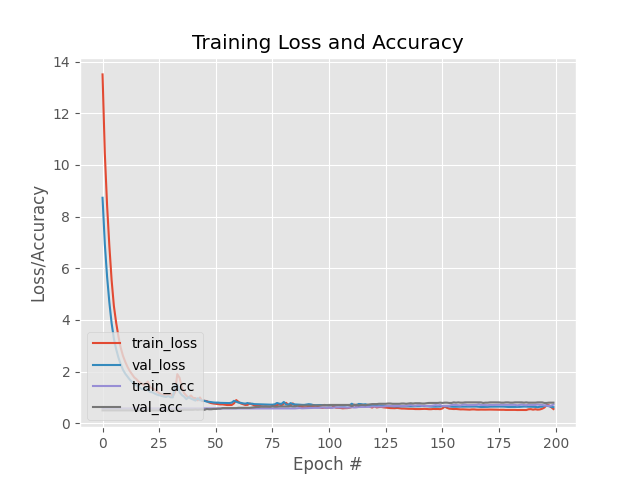 Training Loss and Accuracy
14
12
10
8
6
4
2
0
Loss/Accuracy
train_loss
val_loss
train_acc
val_acc
0 25 50 75 100 125 150 175 200
Epoch #